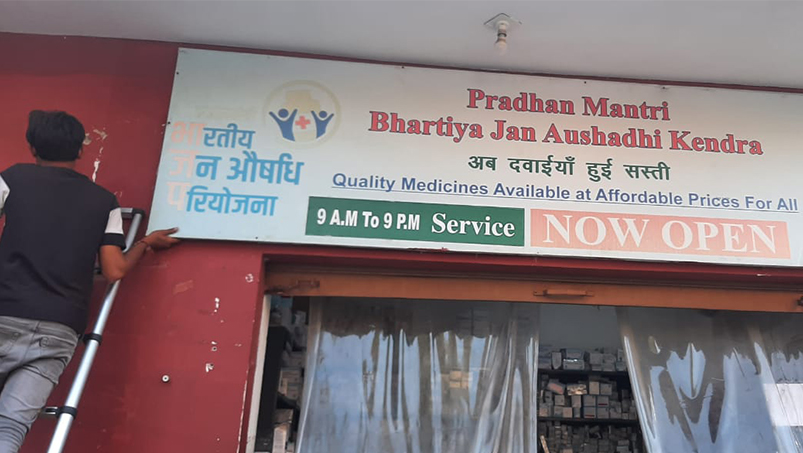 भारतीय
जन औषधि
परियोजना
Pradhan Mantri
Bhartiya Jan Aushadhi Kendra
अब दवाईयाँ हुई सस्ती
Quality Medicines Available at Affordable Prices For All
9 A.M To 9 P.M Service
NOW OPEN